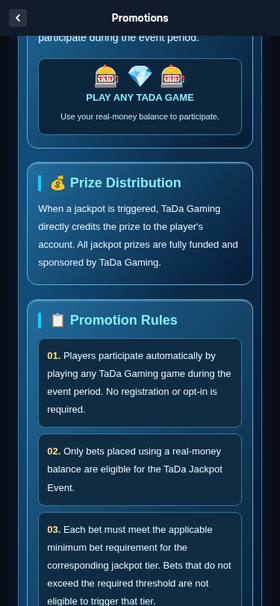 Promotions
participate during the event period.
PLAY ANY TADA GAME
Use your real-money balance to participate.
Prize Distribution
When a jackpot is triggered, TaDa Gaming
directly credits the prize to the player's
account. All jackpot prizes are fully funded and
sponsored by TaDa Gaming.
Promotion Rules
01. Players participate automatically by
playing any TaDa Gaming game during the
event period. No registration or opt-in is
required.
02. Only bets placed using a real-money
balance are eligible for the TaDa Jackpot
Event.
03. Each bet must meet the applicable
minimum bet requirement for the
corresponding jackpot tier. Bets that do not
exceed the required threshold are not
eligible to trigger that tier.